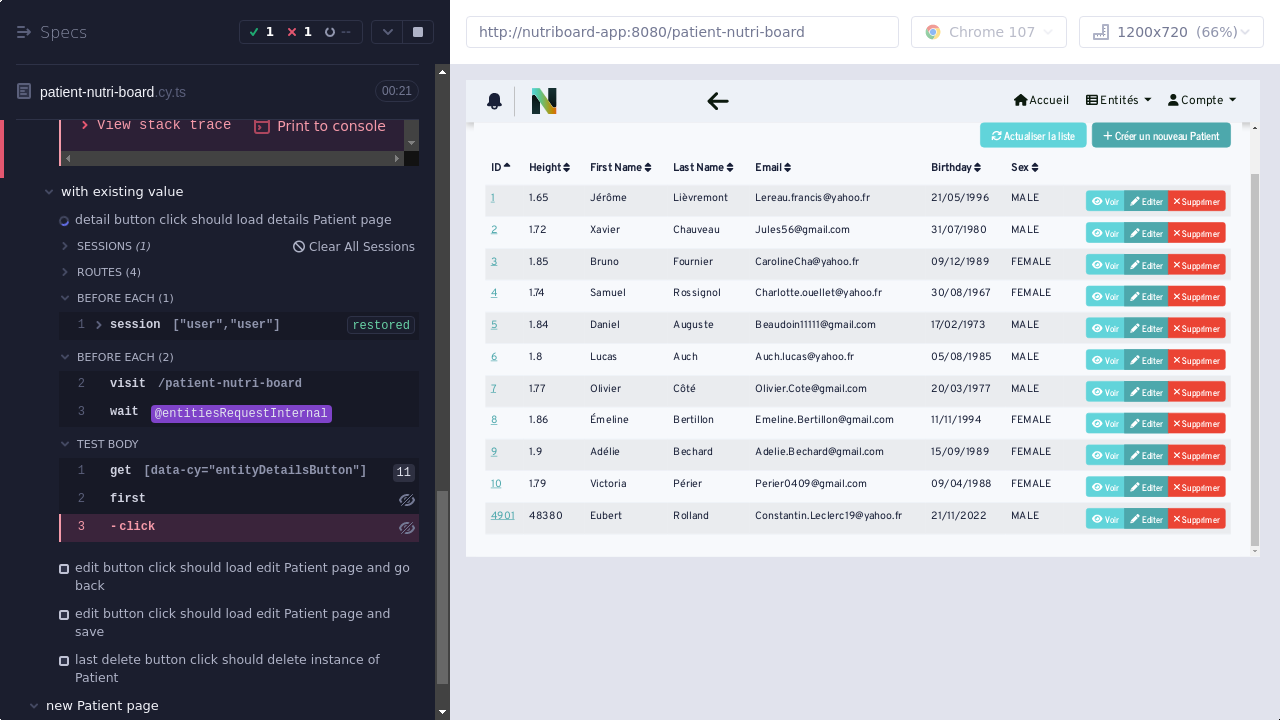 Specs
1 1 --
patient-nutri-board.cy.ts 00:21
View stack trace Print to console
with existing value
detail button click should load details Patient page
SESSIONS (1) Clear All Sessions
ROUTES (4)
BEFORE EACH (1)
1 session ["user","user"] restored
BEFORE EACH (2)
2 visit /patient-nutri-board
3 wait @entitiesRequestInternal
TEST BODY
1 get [data-cy="entityDetailsButton"] 11
2 first
3 -click
edit button click should load edit Patient page and go
back
edit button click should load edit Patient page and
save
last delete button click should delete instance of
Patient
new Patient page
http://nutriboard-app:8080/patient-nutri-board
Chrome 107
1200x720 (66%)
N Accueil Entités Compte
Actualiser la liste Créer un nouveau Patient
ID Height First Name Last Name Email Birthday Sex
1 1.65 Jérôme Lièvremont Lereau.francis@yahoo.fr 21/05/1996 MALE Voir Editer Supprimer
2 1.72 Xavier Chauveau Jules56@gmail.com 31/07/1980 MALE Voir Editer Supprimer
3 1.85 Bruno Fournier CarolineCha@yahoo.fr 09/12/1989 FEMALE Voir Editer Supprimer
4 1.74 Samuel Rossignol Charlotte.ouellet@yahoo.fr 30/08/1967 FEMALE Voir Editer Supprimer
5 1.84 Daniel Auguste Beaudoin11111@gmail.com 17/02/1973 MALE Voir Editer Supprimer
6 1.8 Lucas Auch Auch.lucas@yahoo.fr 05/08/1985 MALE Voir Editer Supprimer
7 1.77 Olivier Côté Olivier.Cote@gmail.com 20/03/1977 MALE Voir Editer Supprimer
8 1.86 Émeline Bertillon Emeline.Bertillon@gmail.com 11/11/1994 FEMALE Voir Editer Supprimer
9 1.9 Adélie Bechard Adelie.Bechard@gmail.com 15/09/1989 FEMALE Voir Editer Supprimer
10 1.79 Victoria Périer Perier0409@gmail.com 09/04/1988 FEMALE Voir Editer Supprimer
4901 48380 Eubert Rolland Constantin.Leclerc19@yahoo.fr 21/11/2022 MALE Voir Editer Supprimer